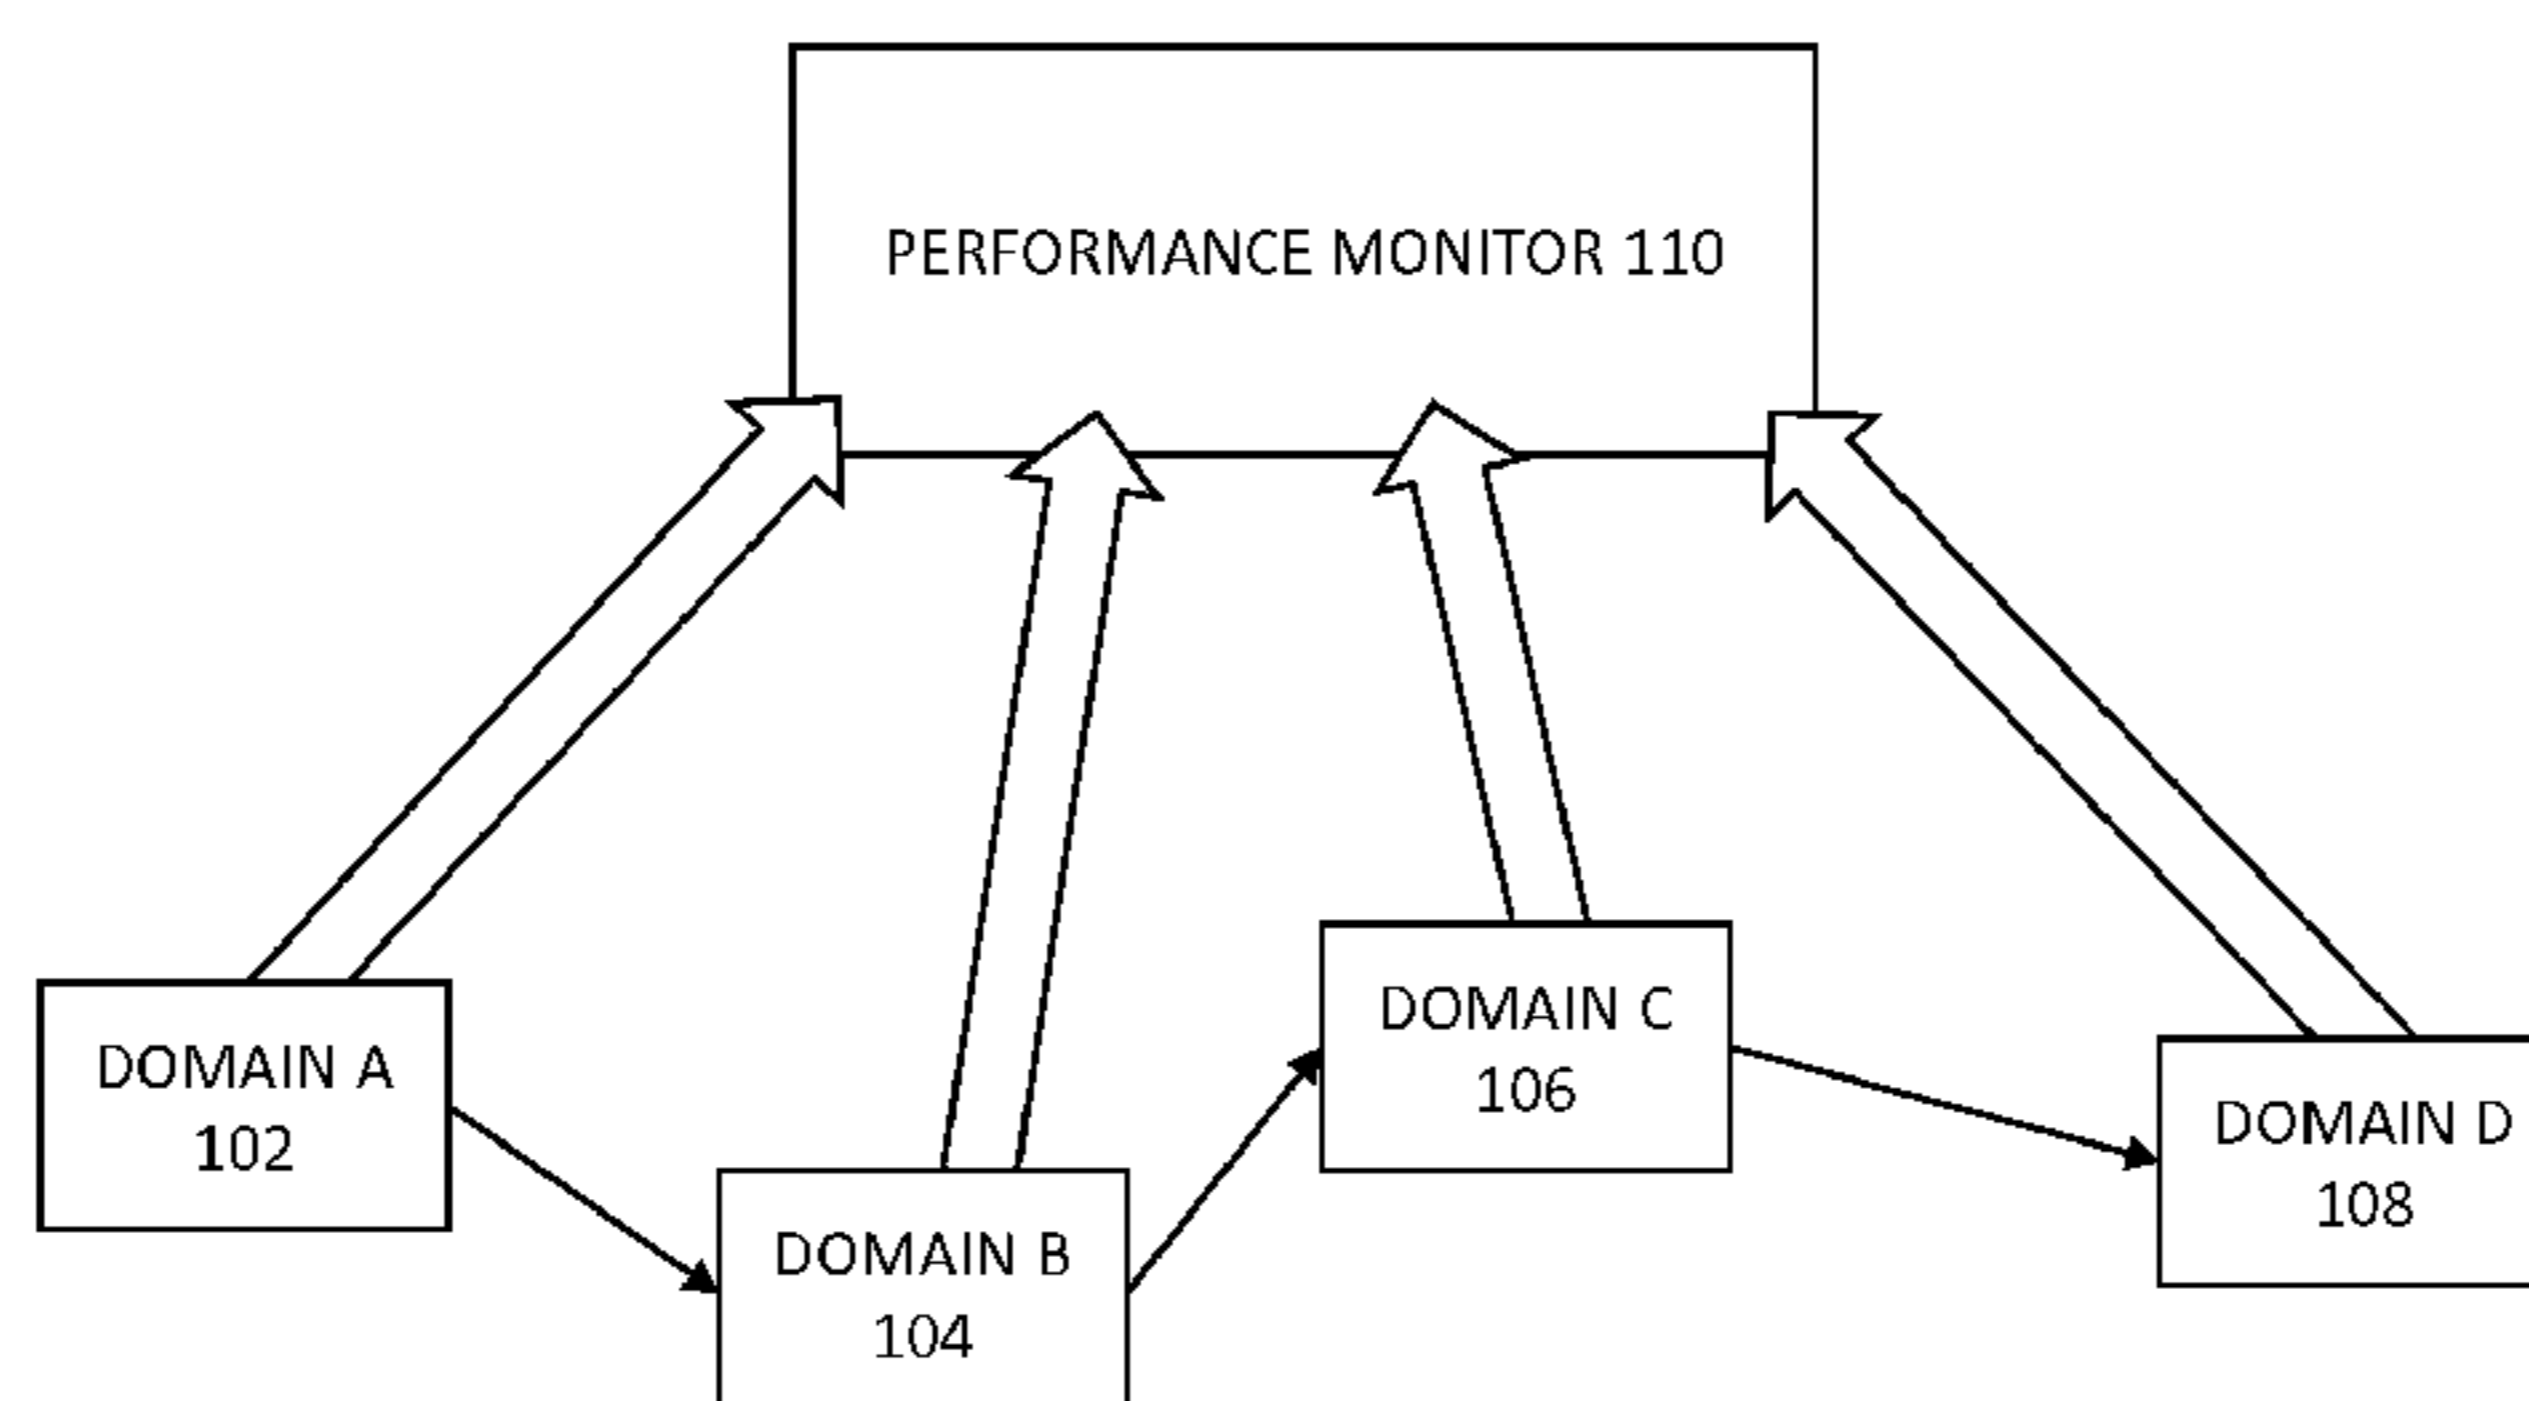 PERFORMANCE MONITOR 110
DOMAIN A
102
DOMAIN B
104
DOMAIN C
106
DOMAIN D
108